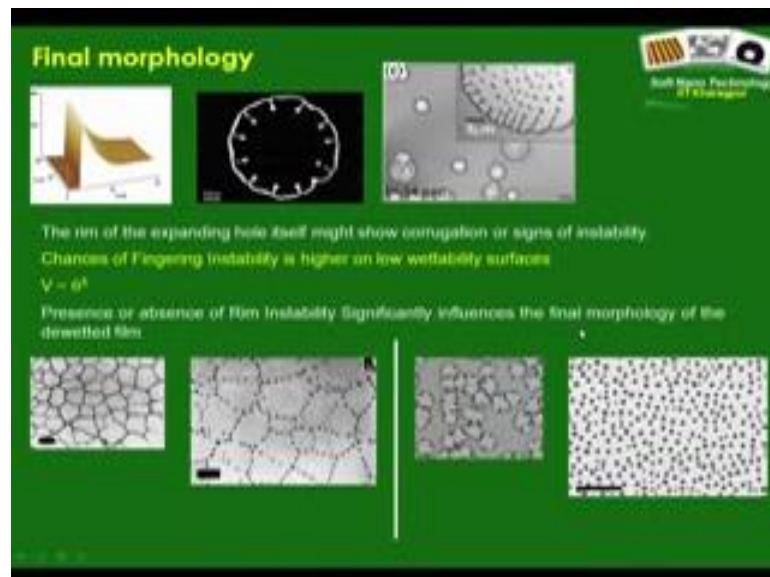 Final morphology
Soft Nano Technology
IIT Kharagpur
(c)
The rim of the expanding hole itself might show corrugation or signs of instability
Chances of Fingering Instability is higher on low wettability surfaces
V ~ θ
Presence or absence of Rim Instability Significantly influences the final morphology of the
dewetted film